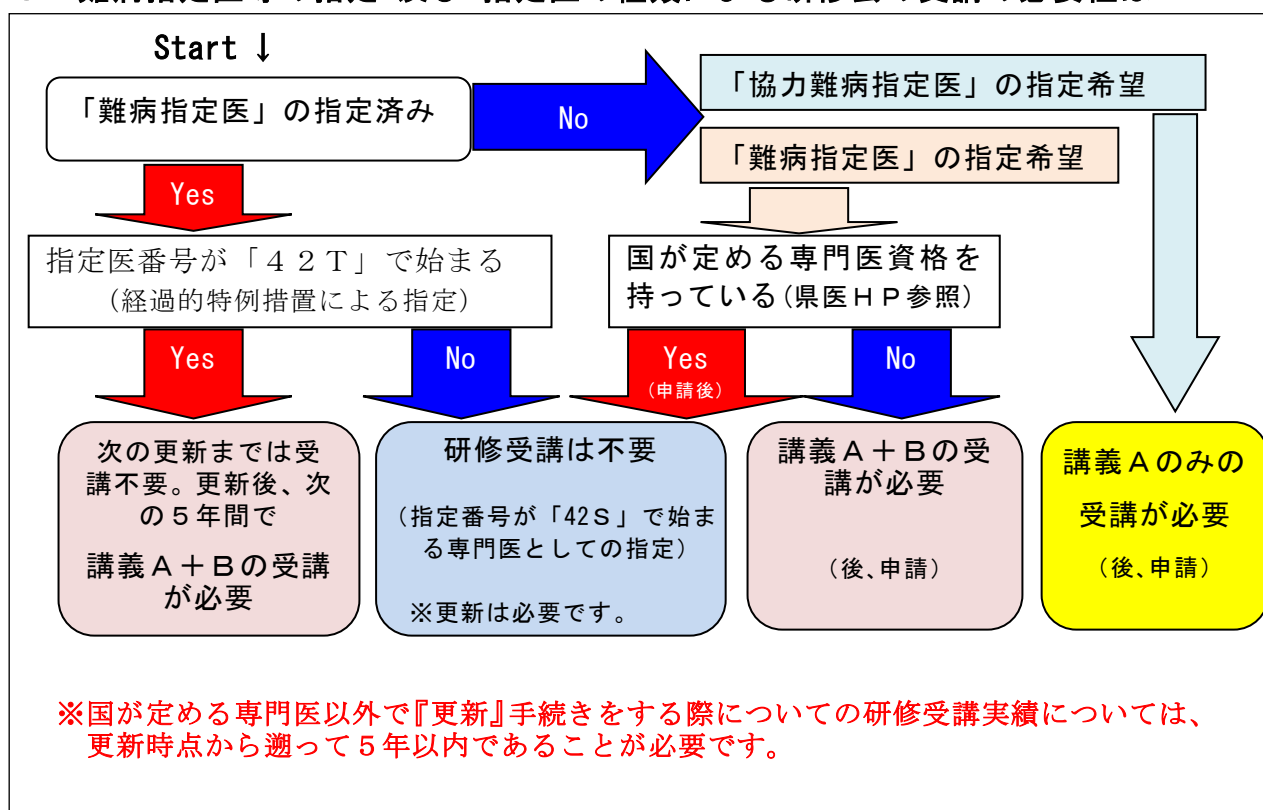 Start ↓
「難病指定医」の指定済み
No
「協力難病指定医」の指定希望
「難病指定医」の指定希望
Yes
指定医番号が「４２Ｔ」で始まる
（経過的特例措置による指定）
国が定める専門医資格を
持っている（県医ＨＰ参照）
Yes
No
Yes
（申請後）
No
次の更新までは受
講不要。更新後、次
の５年間で
講義Ａ＋Ｂの受講
が必要
研修受講は不要
（指定番号が「42Ｓ」で始ま
る専門医としての指定）
※更新は必要です。
講義Ａ＋Ｂの受
講が必要
（後、申請）
講義Ａのみの
受講が必要
（後、申請）
※国が定める専門医以外で『更新』手続きをする際についての研修受講実績については、
更新時点から遡って５年以内であることが必要です。